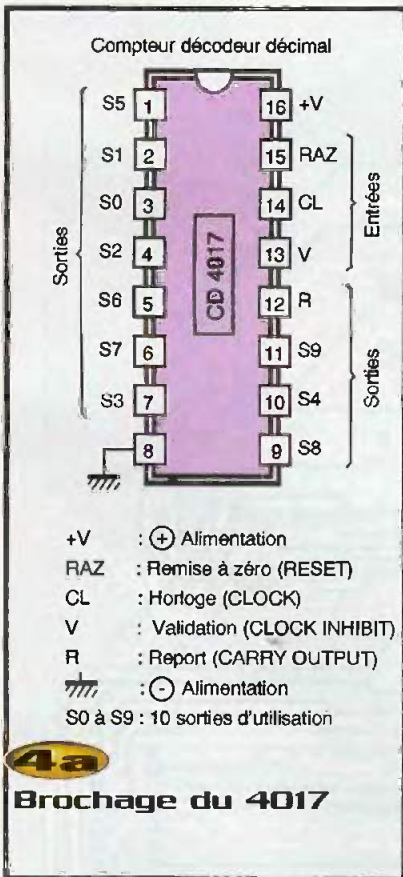 Compteur décodeur décimal
S5 1 16 +V
S1 2 15 RAZ
S0 3 14 CL
S2 4 13 V
S6 5 12 R
S7 6 11 S9
S3 7 10 S4
8 9 S8
Sorties
CD 4017
Entrées
Sorties
+V : + Alimentation
RAZ : Remise à zéro (RESET)
CL : Horloge (CLOCK)
V : Validation (CLOCK INHIBIT)
R : Report (CARRY OUTPUT)
: - Alimentation
S0 à S9 : 10 sorties d'utilisation
4a
Brochage du 4017